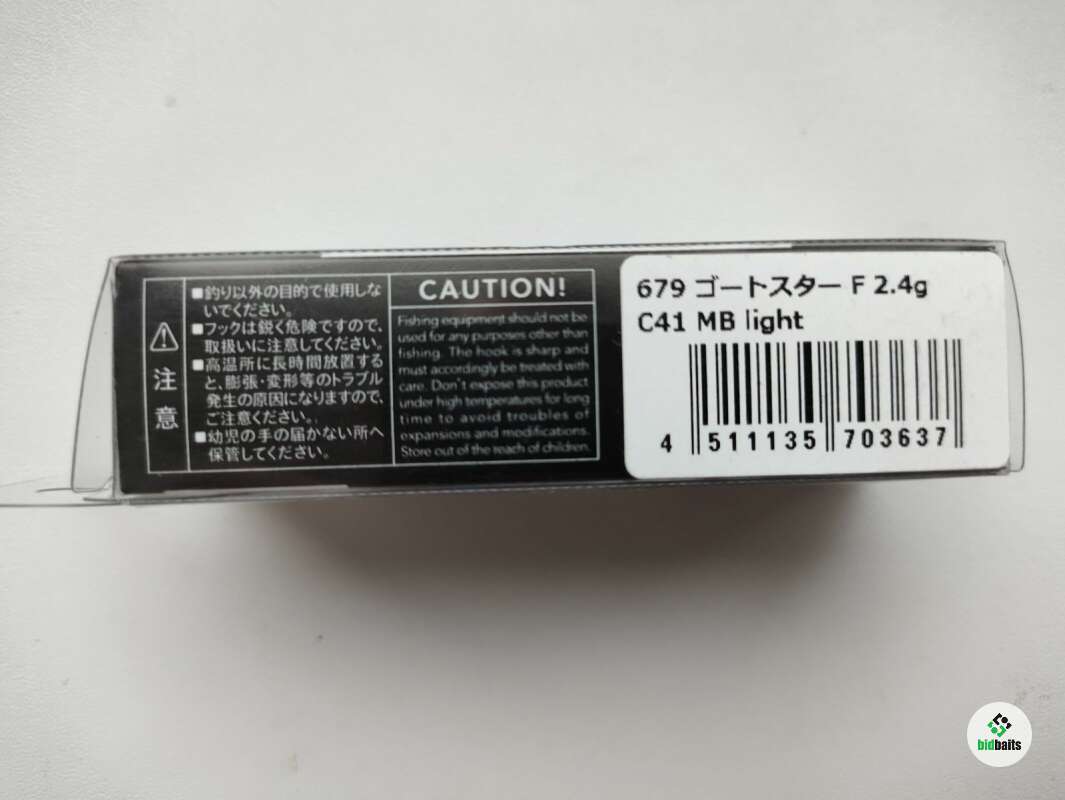 注
意
■釣り以外の目的で使用しな
いでください。
■フックは鋭く危険ですので、
取扱いに注意してください。
■高温所に長時間放置する
と、膨張・変形等のトラブル
発生の原因になりますので、
ご注意ください。
■幼児の手の届かない所へ
保管してください。
CAUTION!
Fishing equipment should not be
used for any purposes other than
fishing. The hook is sharp and
must accordingly be treated with
care. Don't expose this product
under high temperatures for long
time to avoid troubles of
expansions and modifications.
Store out of the reach of children.
679 ゴートスター F 2.4g
C41 MB light
4 511135 703637
bidbaits